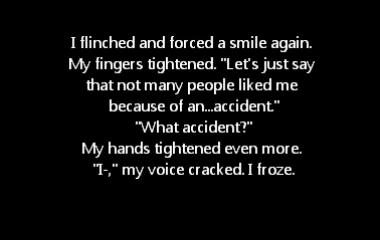 I flinched and forced a smile again.
My fingers tightened. "Let's just say
that not many people liked me
because of an...accident."
"What accident?"
My hands tightened even more.
"I-," my voice cracked. I froze.